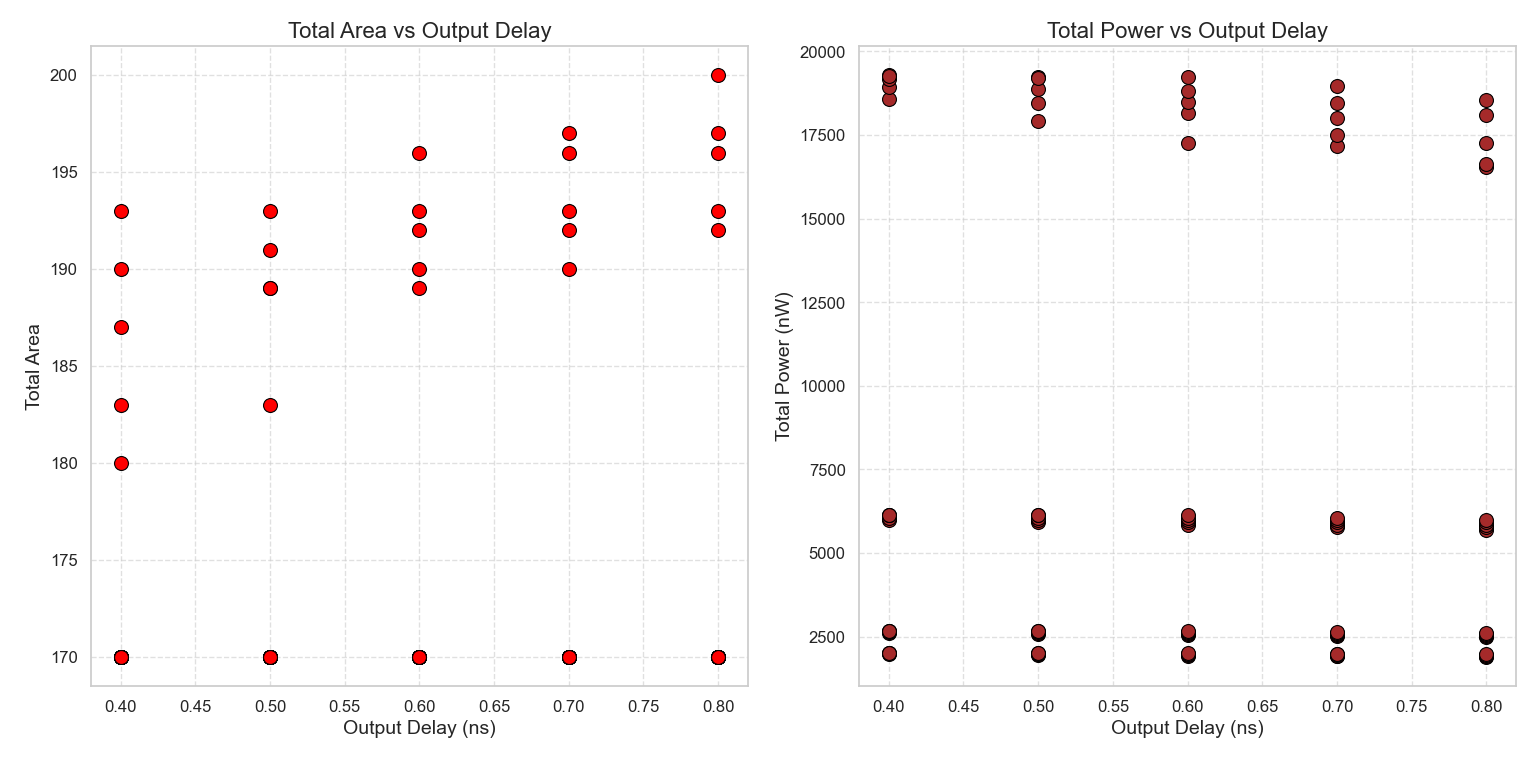 Total Area vs Output Delay
Total Area
200
195
190
185
180
175
170
0.40 0.45 0.50 0.55 0.60 0.65 0.70 0.75 0.80
Output Delay (ns)
Total Power vs Output Delay
Total Power (nW)
20000
17500
15000
12500
10000
7500
5000
2500
0.40 0.45 0.50 0.55 0.60 0.65 0.70 0.75 0.80
Output Delay (ns)